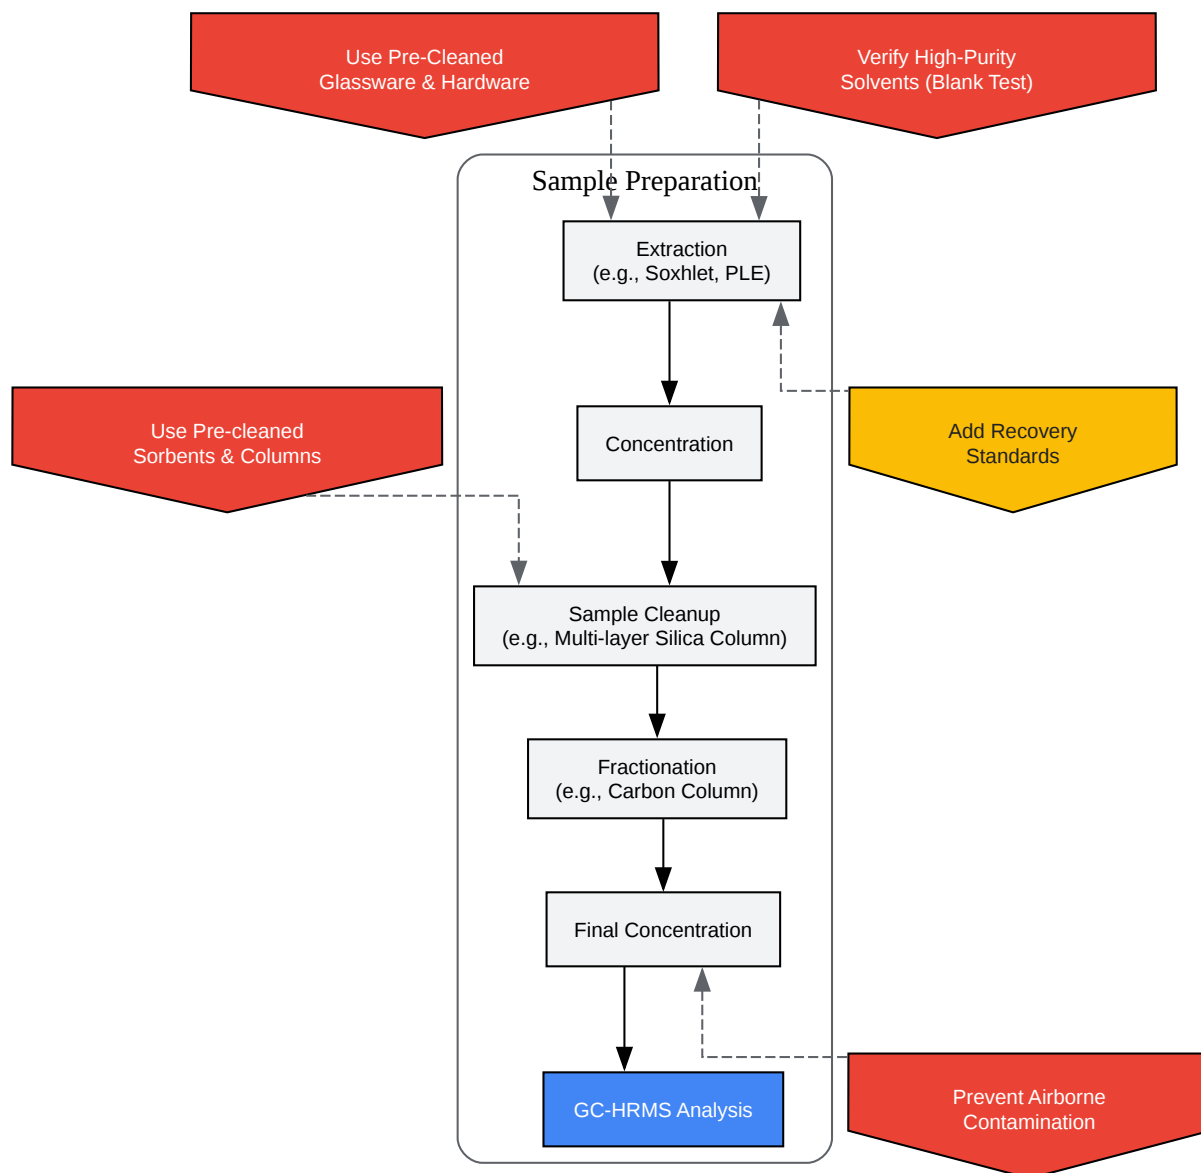 Use Pre-Cleaned
Glassware & Hardware
Verify High-Purity
Solvents (Blank Test)
Sample Preparation
Extraction
(e.g., Soxhlet, PLE)
Use Pre-cleaned
Sorbents & Columns
Concentration
Add Recovery
Standards
Sample Cleanup
(e.g., Multi-layer Silica Column)
Fractionation
(e.g., Carbon Column)
Final Concentration
GC-HRMS Analysis
Prevent Airborne
Contamination